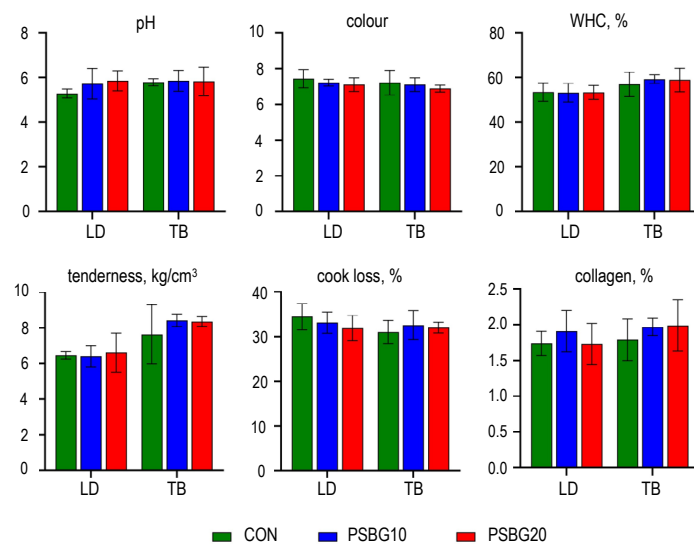 pH
8
6
4
2
0
LD TB
colour
10
8
6
4
2
0
LD TB
WHC, %
80
60
40
20
0
LD TB
tenderness, kg/cm³
10
8
6
4
2
0
LD TB
cook loss, %
40
30
20
10
0
LD TB
collagen, %
2.5
2.0
1.5
1.0
0.5
0.0
LD TB
CON PSBG10 PSBG20